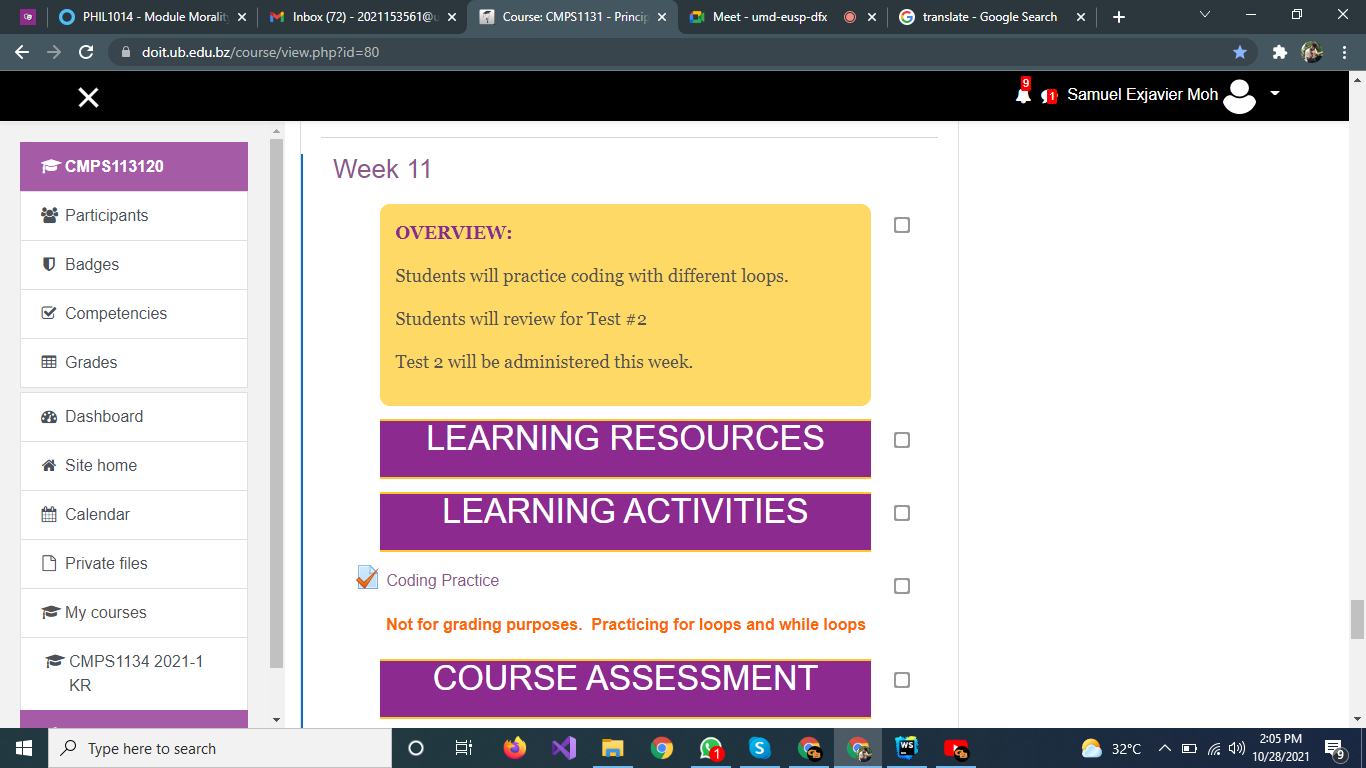 PHIL1014 - Module Morality
Inbox (72) - 2021153561@u
Course: CMPS1131 - Princip
Meet - umd-eusp-dfx
translate - Google Search
doit.ub.edu.bz/course/view.php?id=80
9
1
Samuel Exjavier Moh
CMPS113120
Participants
Badges
Competencies
Grades
Dashboard
Site home
Calendar
Private files
My courses
CMPS1134 2021-1
KR
Week 11
OVERVIEW:
Students will practice coding with different loops.
Students will review for Test #2
Test 2 will be administered this week.
LEARNING RESOURCES
LEARNING ACTIVITIES
Coding Practice
Not for grading purposes.  Practicing for loops and while loops
COURSE ASSESSMENT
Type here to search
1
S
WS
32°C
2:05 PM
10/28/2021
9